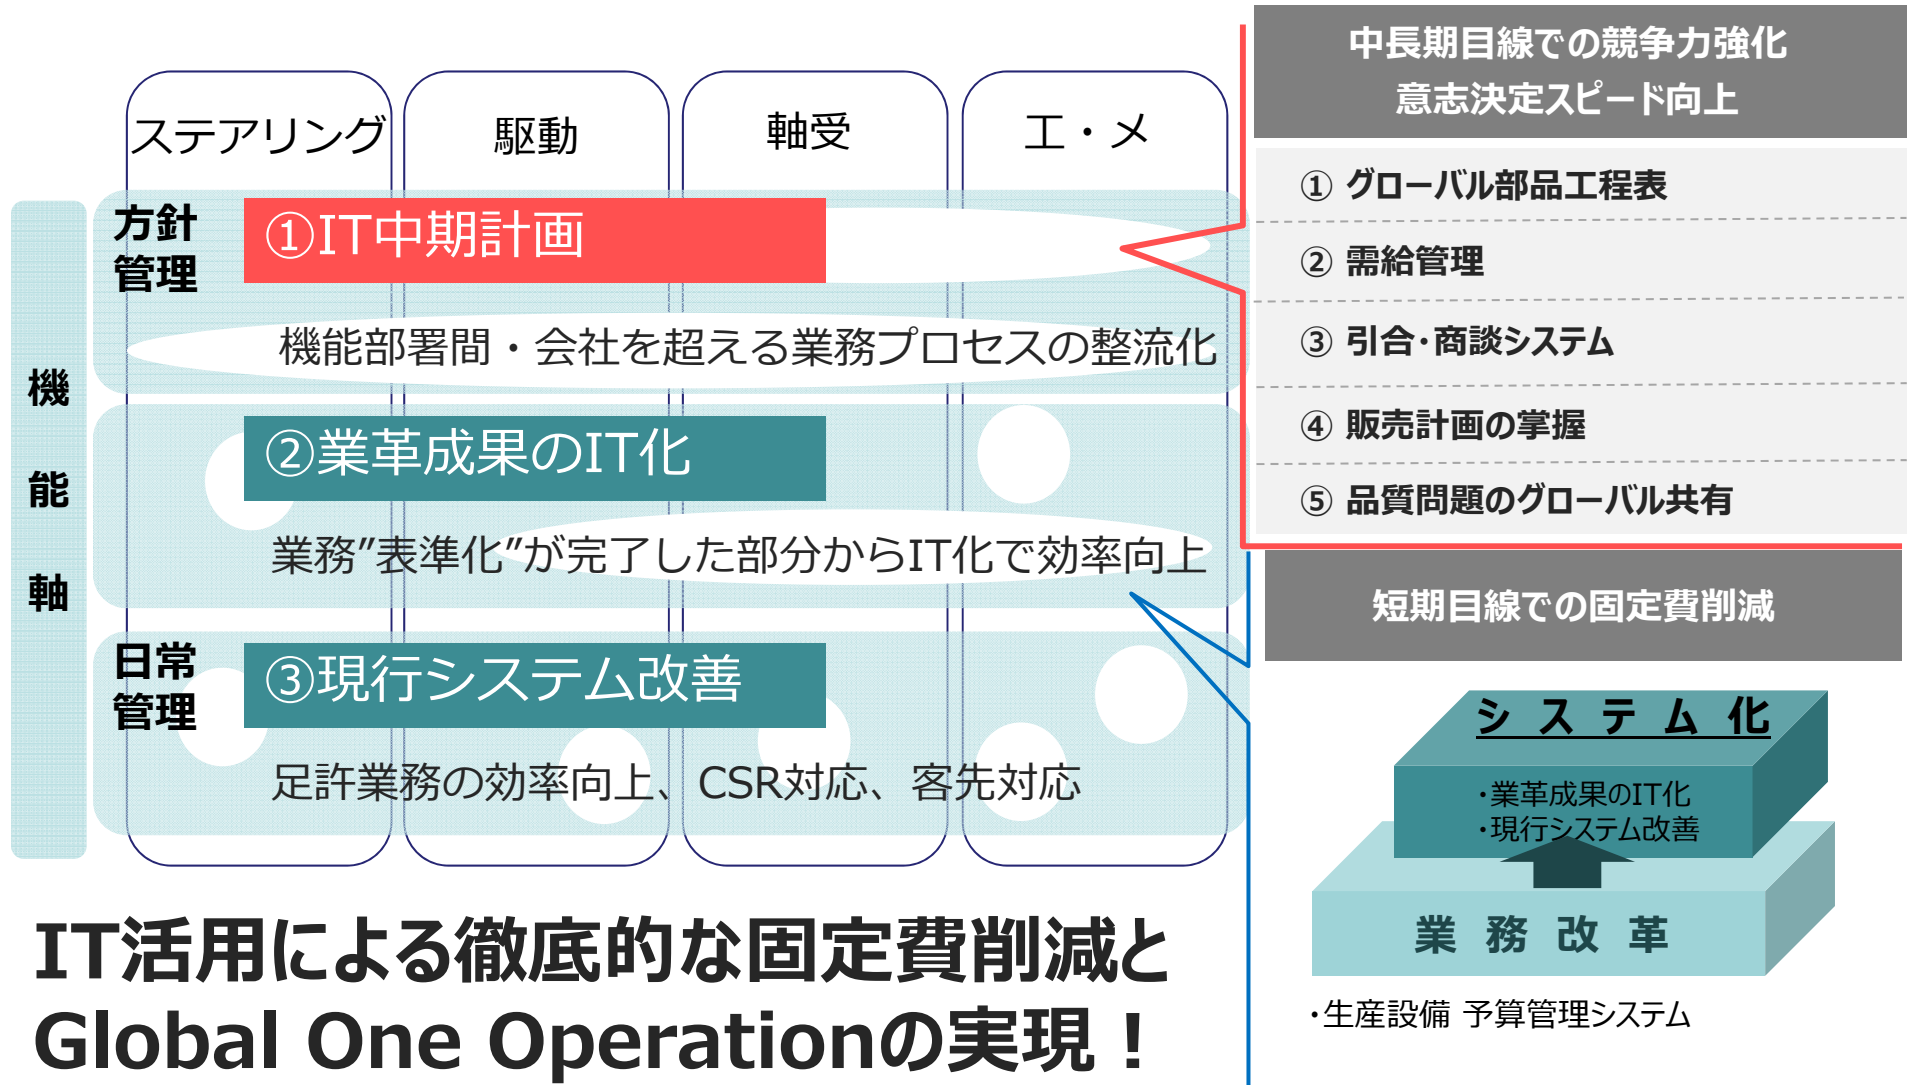 ステアリング
駆動
軸受
工・メ
機能軸
方針
管理
①IT中期計画
機能部署間・会社を超える業務プロセスの整流化
②業革成果のIT化
業務”表準化”が完了した部分からIT化で効率向上
日常
管理
③現行システム改善
足許業務の効率向上、CSR対応、客先対応
IT活用による徹底的な固定費削減と
Global One Operationの実現！
中長期目線での競争力強化
意志決定スピード向上
① グローバル部品工程表
② 需給管理
③ 引合・商談システム
④ 販売計画の掌握
⑤ 品質問題のグローバル共有
短期目線での固定費削減
システム化
・業革成果のIT化
・現行システム改善
業務改革
・生産設備 予算管理システム